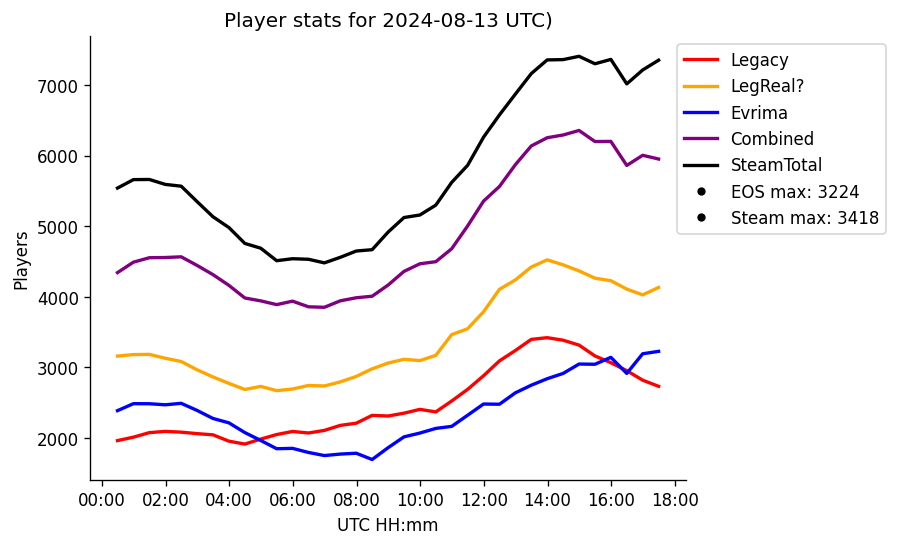 Player stats for 2024-08-13 UTC)
Legacy
LegReal?
Evrima
Combined
SteamTotal
EOS max: 3224
Steam max: 3418
Players
7000
6000
5000
4000
3000
2000
00:00 02:00 04:00 06:00 08:00 10:00 12:00 14:00 16:00 18:00
UTC HH:mm